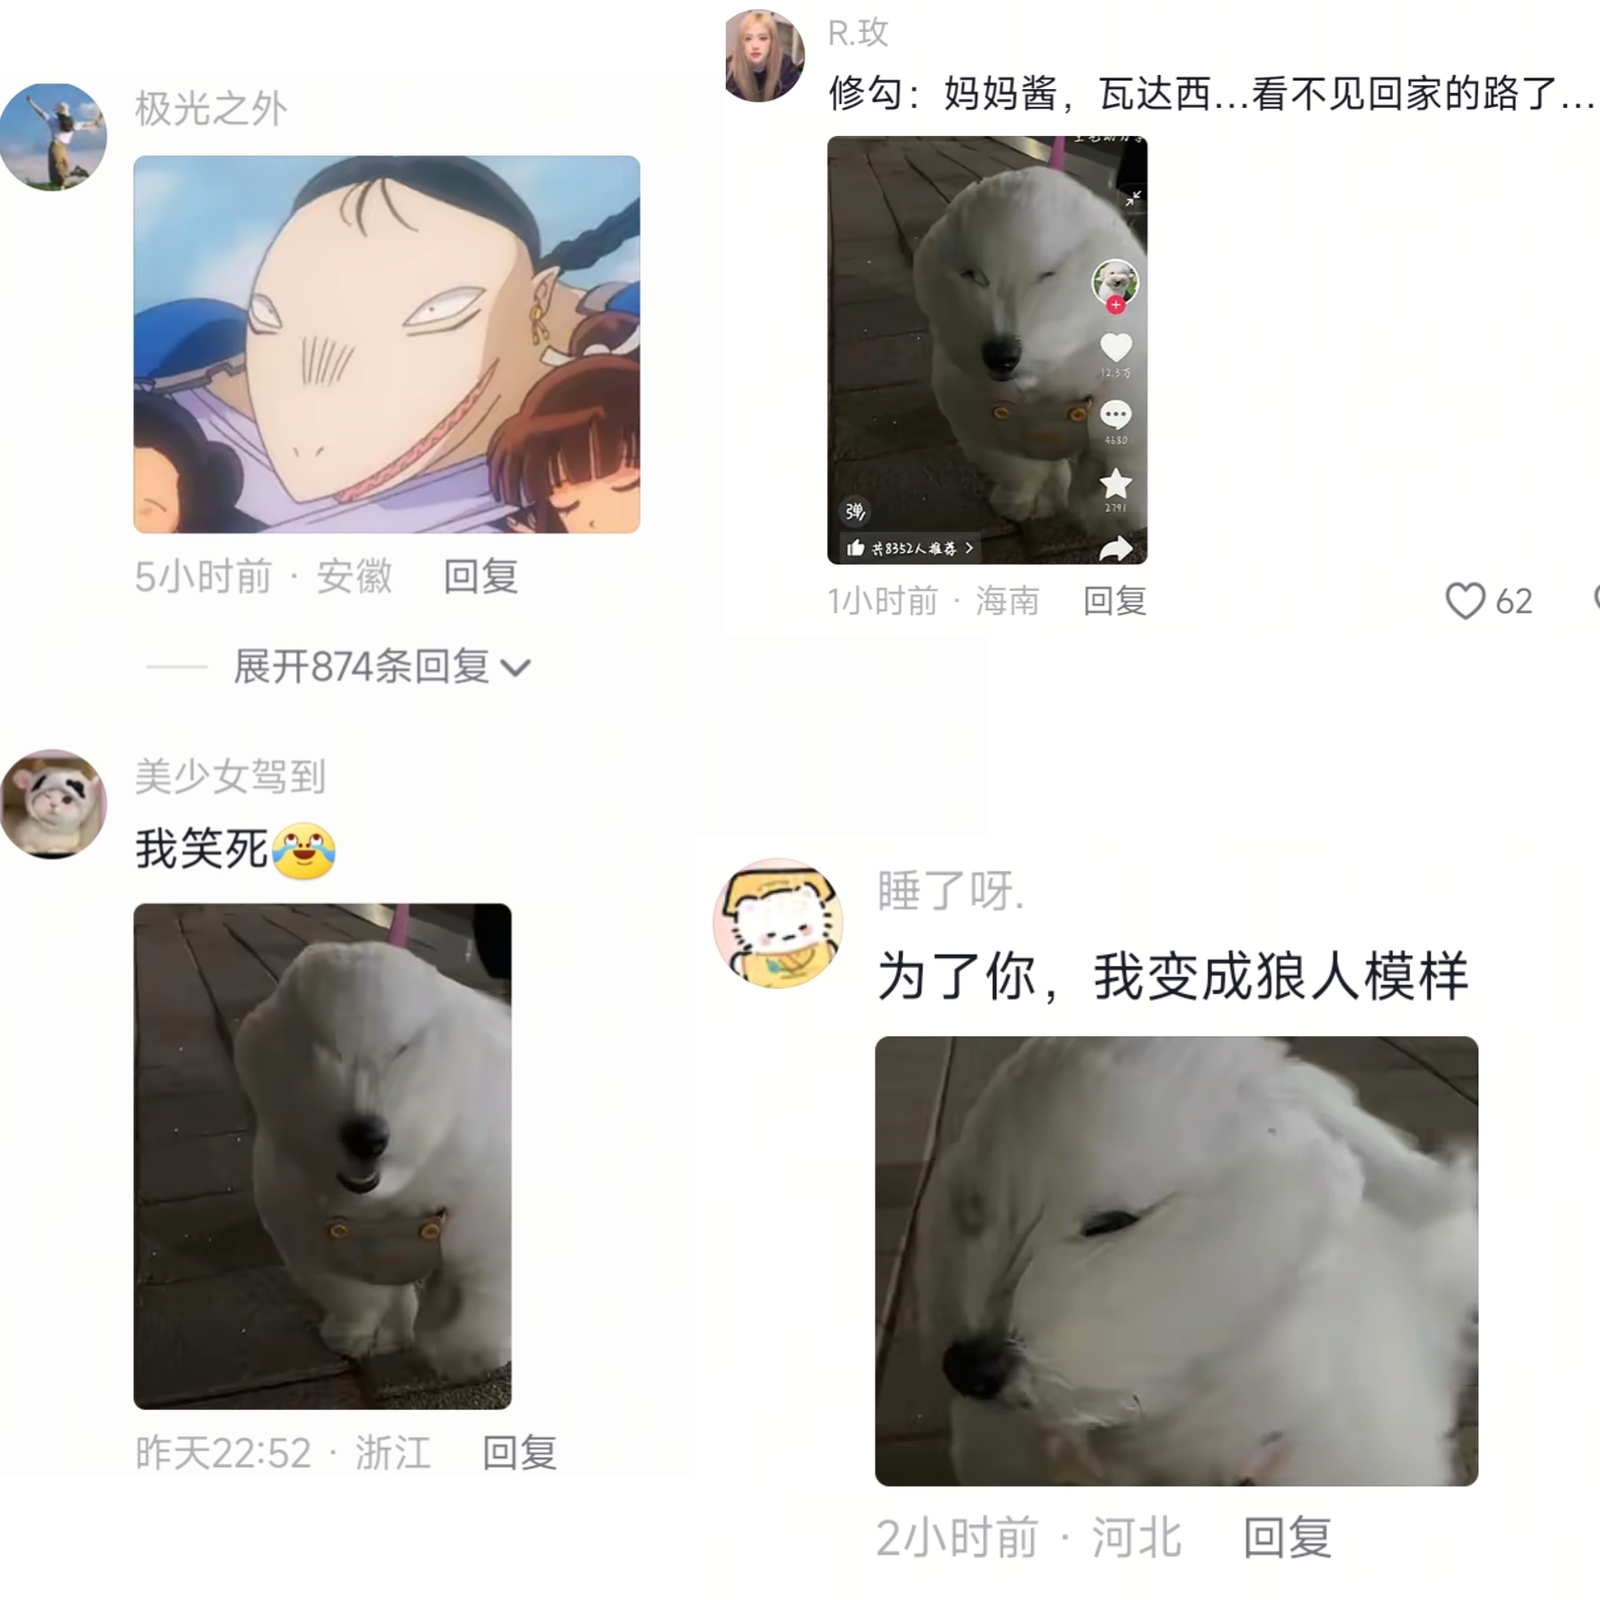 极光之外
5小时前 · 安徽 回复
展开874条回复
R.玫
修勾：妈妈酱，瓦达西...看不见回家的路了...
12.3万
4680
2791
弹
共8352人推荐 >
1小时前 · 海南 回复
62
美少女驾到
我笑死
昨天22:52 · 浙江 回复
睡了呀.
为了你，我变成狼人模样
2小时前 · 河北 回复